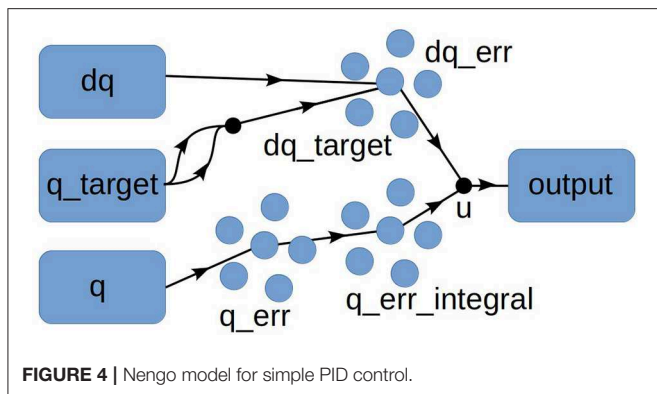 dq
dq_err
dq_target
q_target
output
u
q
q_err
q_err_integral
FIGURE 4 | Nengo model for simple PID control.